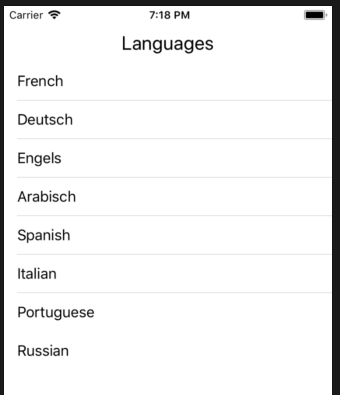 Carrier 7:18 PM
Languages
French
Deutsch
Engels
Arabisch
Spanish
Italian
Portuguese
Russian